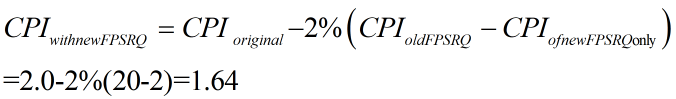 CPI_withnewFPSRQ = CPI_original − 2%(CPI_oldFPSRQ − CPI_ofnewFPSRQonly)
=2.0-2%(20-2)=1.64